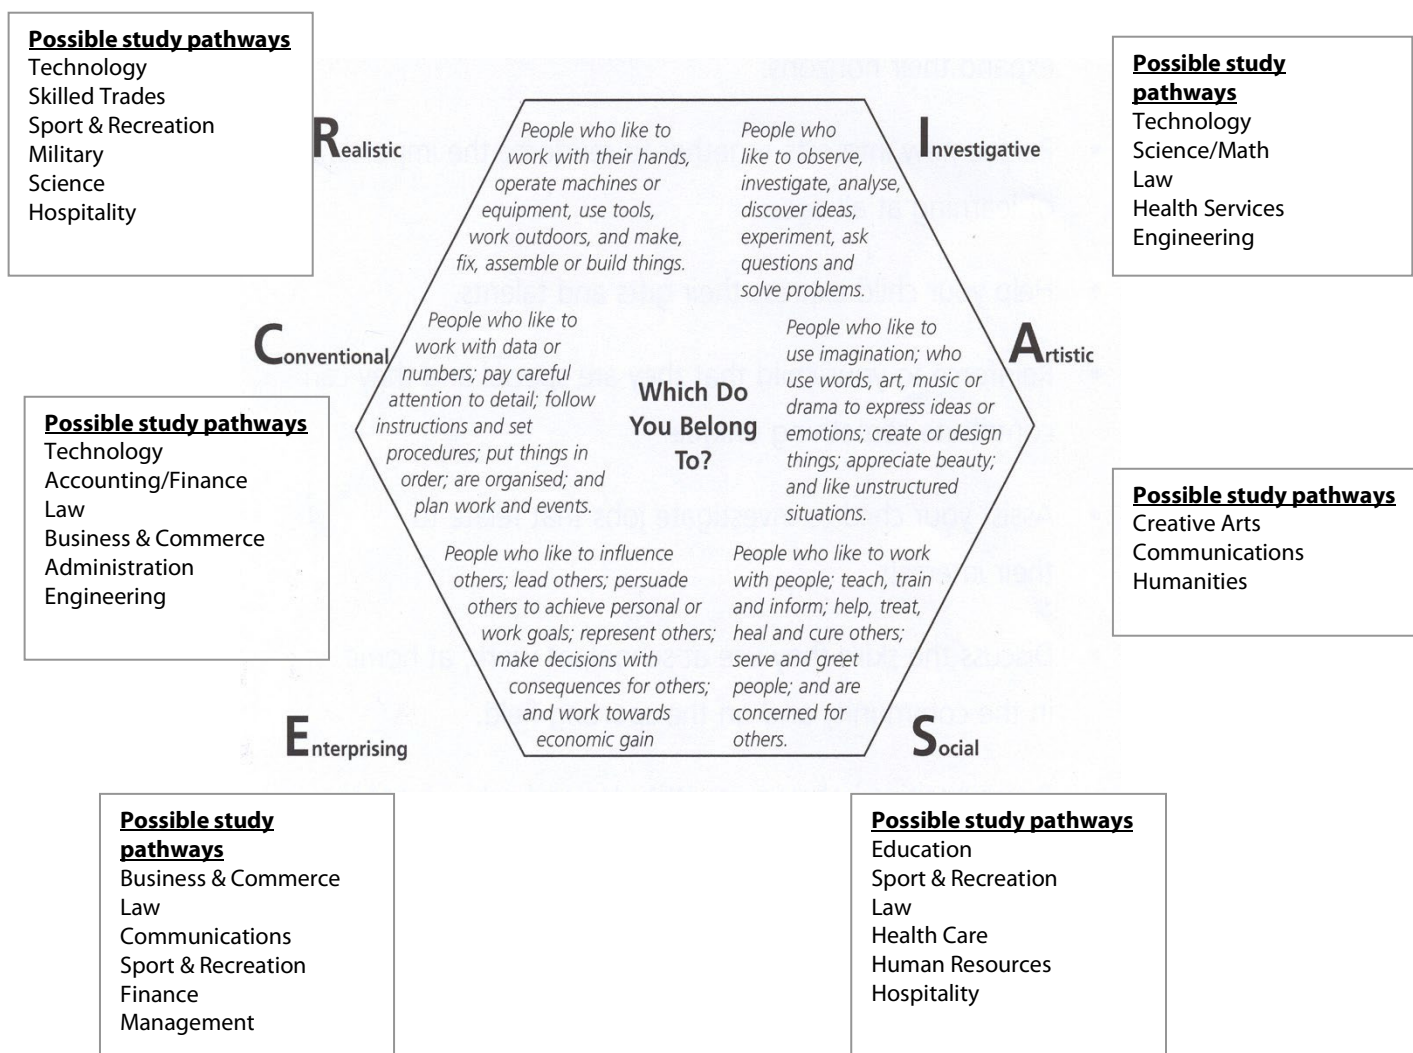 Possible study pathways
Technology
Skilled Trades
Sport & Recreation
Military
Science
Hospitality
Realistic
People who like to
work with their hands,
operate machines or
equipment, use tools,
work outdoors, and make,
fix, assemble or build things.
People who
like to observe,
investigate, analyse,
discover ideas,
experiment, ask
questions and
solve problems.
Investigative
Possible study
pathways
Technology
Science/Math
Law
Health Services
Engineering
Conventional
People who like to
work with data or
numbers; pay careful
attention to detail; follow
instructions and set
procedures; put things in
order; are organised; and
plan work and events.
Which Do
You Belong
To?
People who like to
use imagination; who
use words, art, music or
drama to express ideas or
emotions; create or design
things; appreciate beauty;
and like unstructured
situations.
Artistic
Possible study pathways
Technology
Accounting/Finance
Law
Business & Commerce
Administration
Engineering
Possible study pathways
Creative Arts
Communications
Humanities
People who like to influence
others; lead others; persuade
others to achieve personal or
work goals; represent others;
make decisions with
consequences for others;
and work towards
economic gain
People who like to work
with people; teach, train
and inform; help, treat,
heal and cure others;
serve and greet
people; and are
concerned for
others.
Enterprising
Social
Possible study
pathways
Business & Commerce
Law
Communications
Sport & Recreation
Finance
Management
Possible study pathways
Education
Sport & Recreation
Law
Health Care
Human Resources
Hospitality